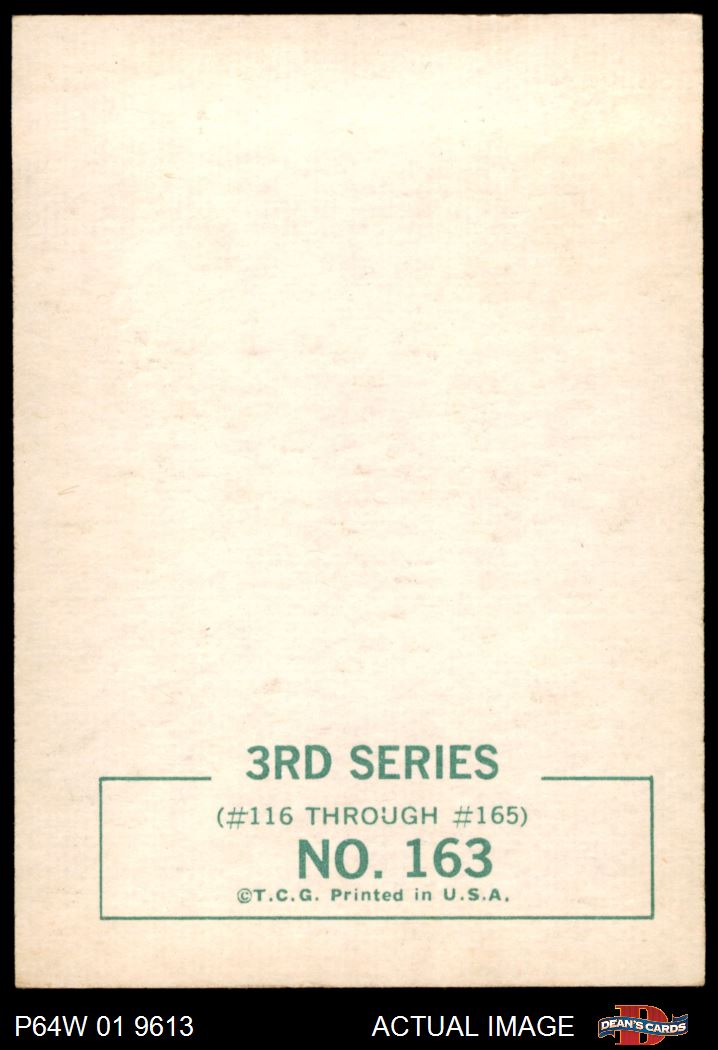 3RD SERIES
(#116 THROUGH #165)
NO. 163
©T.C.G. Printed in U.S.A.
P64W 01 9613
ACTUAL IMAGE
DEAN'S CARDS